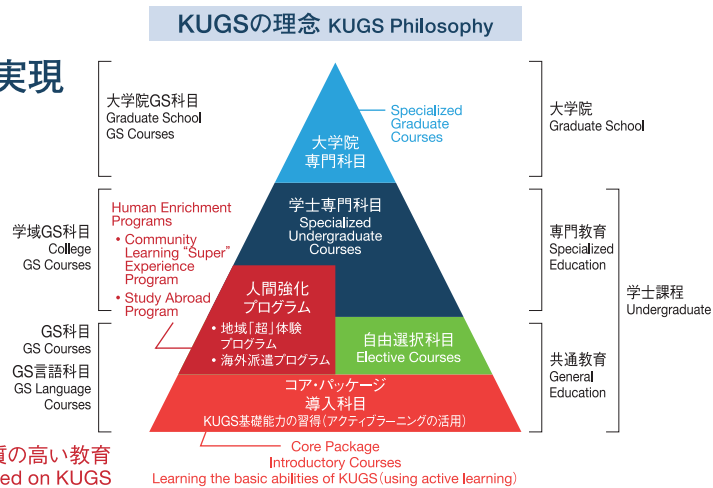 KUGSの理念 KUGS Philosophy
実現
大学院GS科目
Graduate School
GS Courses
Specialized
Graduate
Courses
大学院
Graduate School
大学院
専門科目
Human Enrichment
Programs
• Community
Learning "Super"
Experience
Program
• Study Abroad
Program
学域GS科目
College
GS Courses
学士専門科目
Specialized
Undergraduate
Courses
専門教育
Specialized
Education
学士課程
Undergraduate
人間強化
プログラム
• 地域「超」体験
プログラム
• 海外派遣プログラム
自由選択科目
Elective Courses
GS科目
GS Courses
GS言語科目
GS Language
Courses
共通教育
General
Education
コア・パッケージ
導入科目
KUGS基礎能力の習得(アクティブラーニングの活用)
質の高い教育
ed on KUGS
Core Package
Introductory Courses
Learning the basic abilities of KUGS(using active learning)